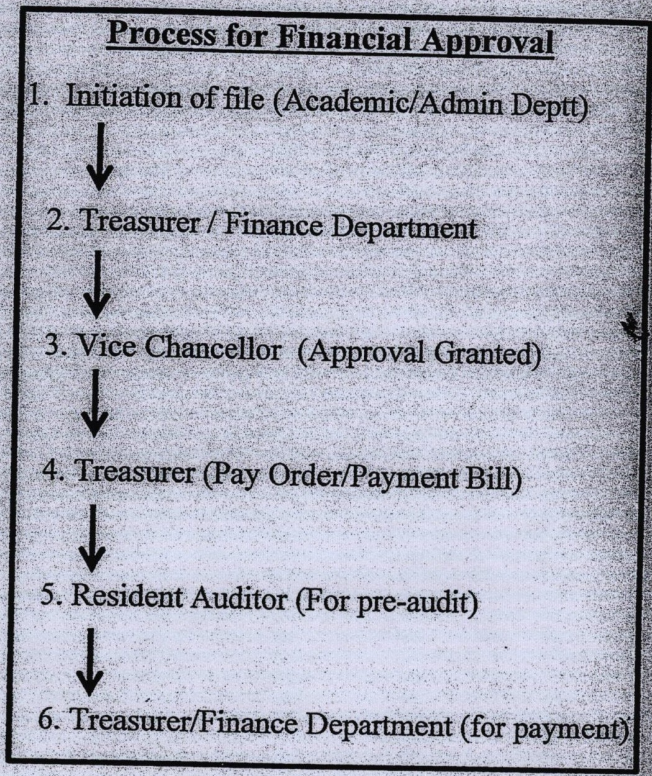 Process for Financial Approval
1. Initiation of file (Academic/Admin Deptt)
2. Treasurer / Finance Department
3. Vice Chancellor (Approval Granted)
4. Treasurer (Pay Order/Payment Bill)
5. Resident Auditor (For pre-audit)
6. Treasurer/Finance Department (for payment)